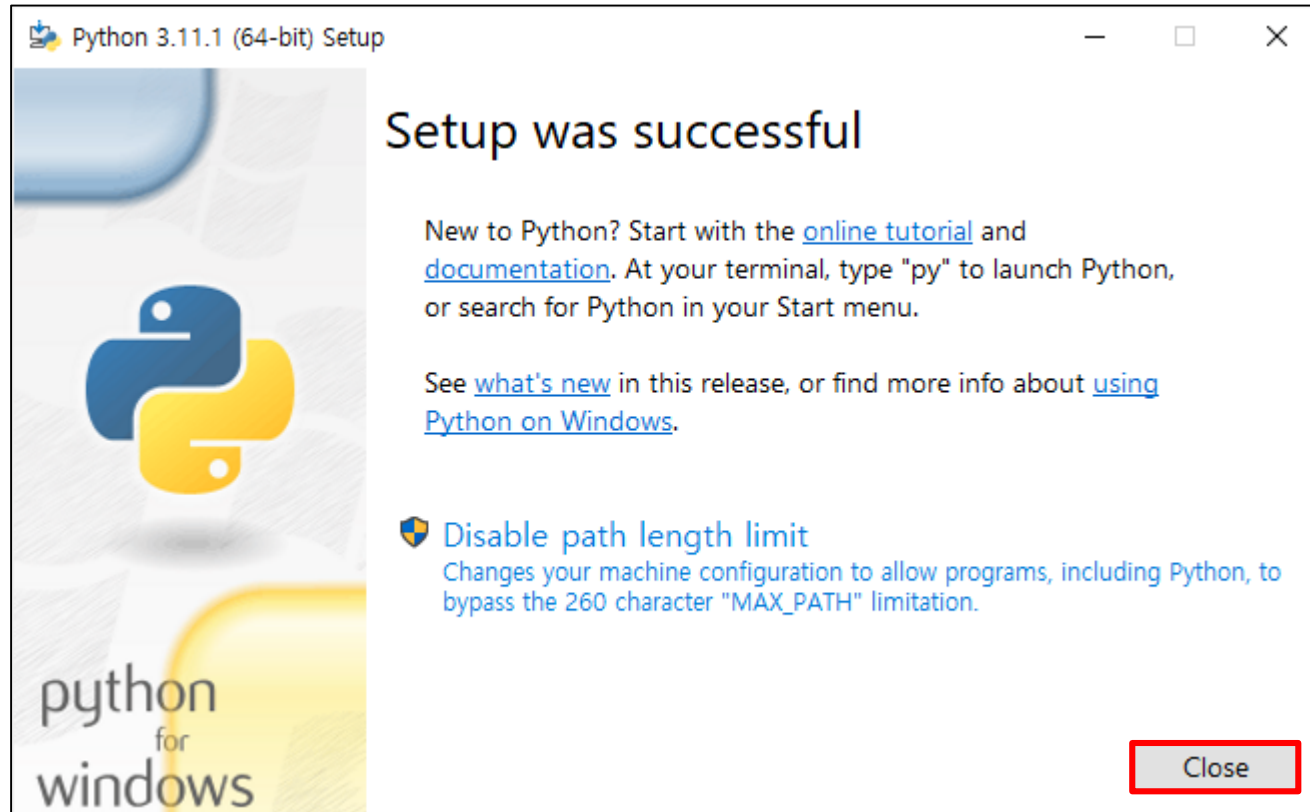 Python 3.11.1 (64-bit) Setup
Setup was successful
New to Python? Start with the online tutorial and
documentation. At your terminal, type "py" to launch Python,
or search for Python in your Start menu.
See what's new in this release, or find more info about using
Python on Windows.
Disable path length limit
Changes your machine configuration to allow programs, including Python, to
bypass the 260 character "MAX_PATH" limitation.
python
for
windows
Close